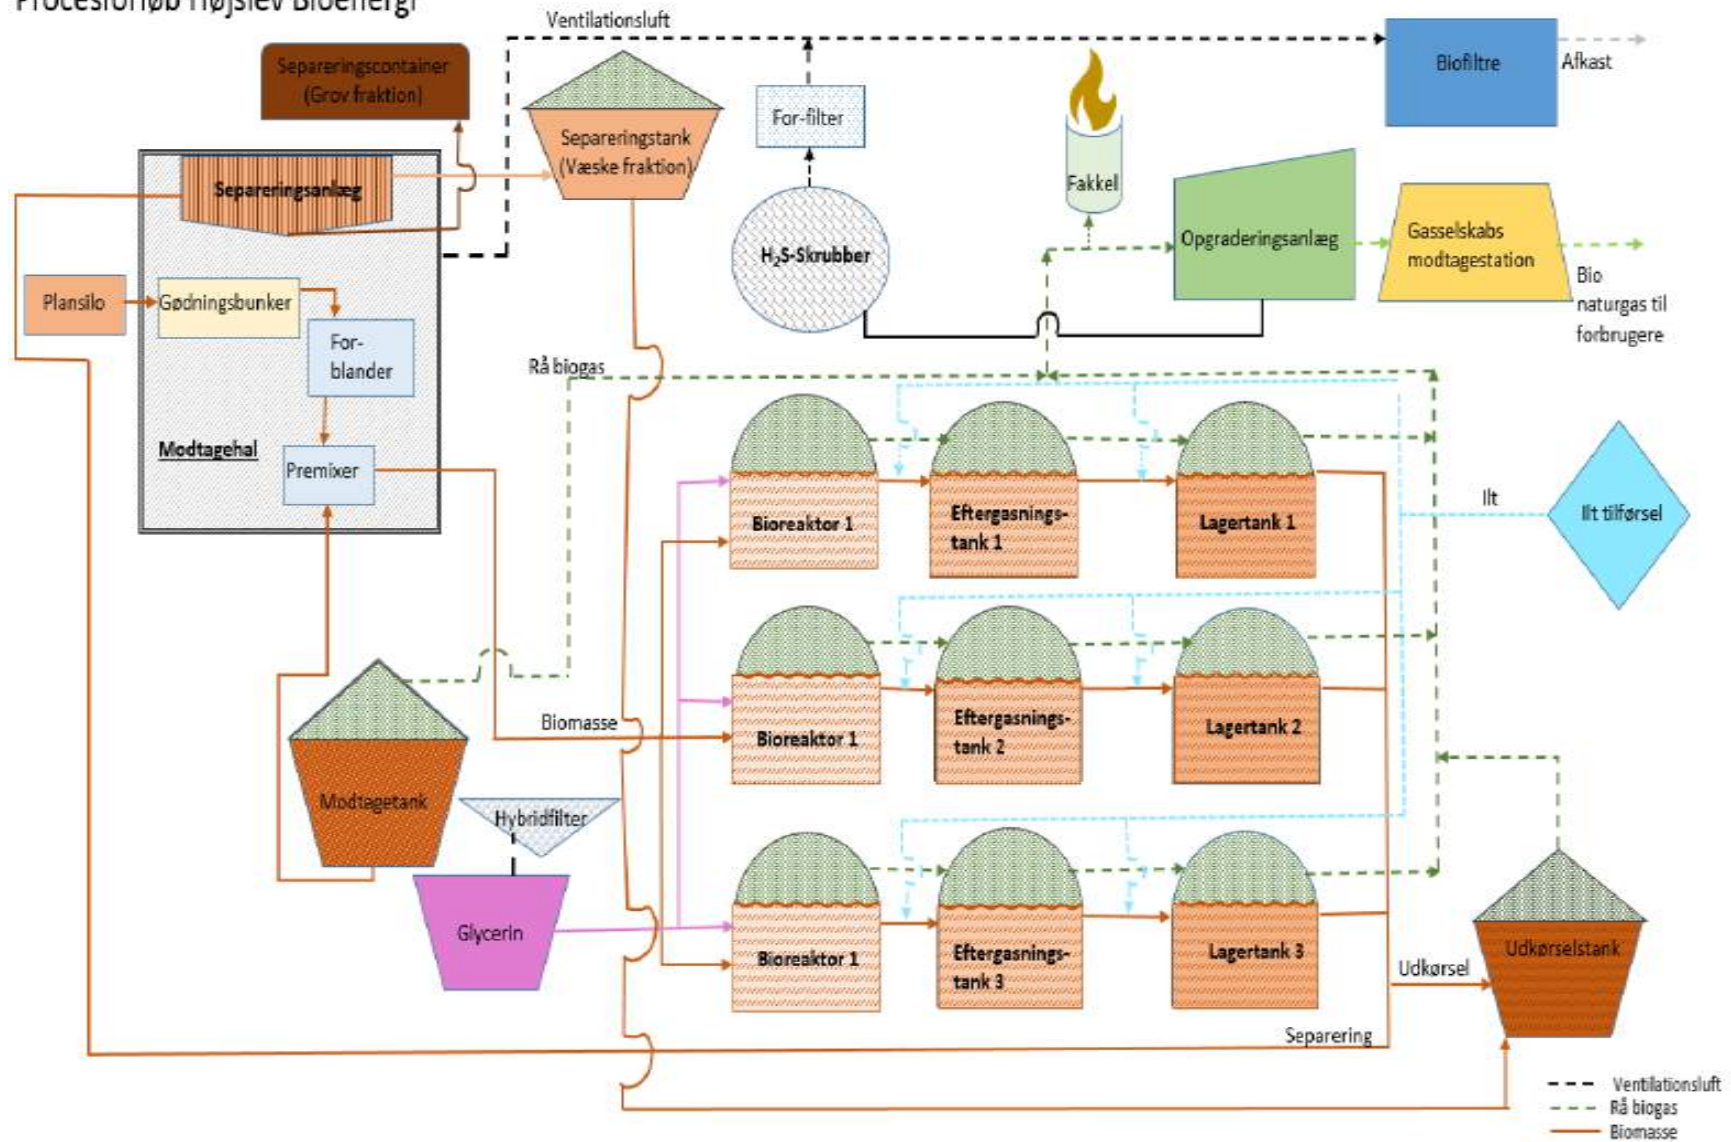 Procesforløb Højslev Bioenergi
Ventilationsluft
Separeringscontainer
(Grov fraktion)
Biofiltre
Afkast
For-filter
Separeringstank
(Væske fraktion)
Fakkel
Separeringsanlæg
Opgraderingsanlæg
Gasselskabs
modtagestation
H₂S-Skrubber
Bio
naturgas til
forbrugere
Plansilo
Gødningsbunker
For-
blander
Rå biogas
Modtagehal
Premixer
Bioreaktor 1
Eftergasnings-
tank 1
Lagertank 1
Ilt
Ilt tilførsel
Biomasse
Bioreaktor 1
Eftergasnings-
tank 2
Lagertank 2
Modtagetank
Hybridfilter
Glycerin
Bioreaktor 1
Eftergasnings-
tank 3
Lagertank 3
Udkørselstank
Udkørsel
Separering
Ventilationsluft
Rå biogas
Biomasse